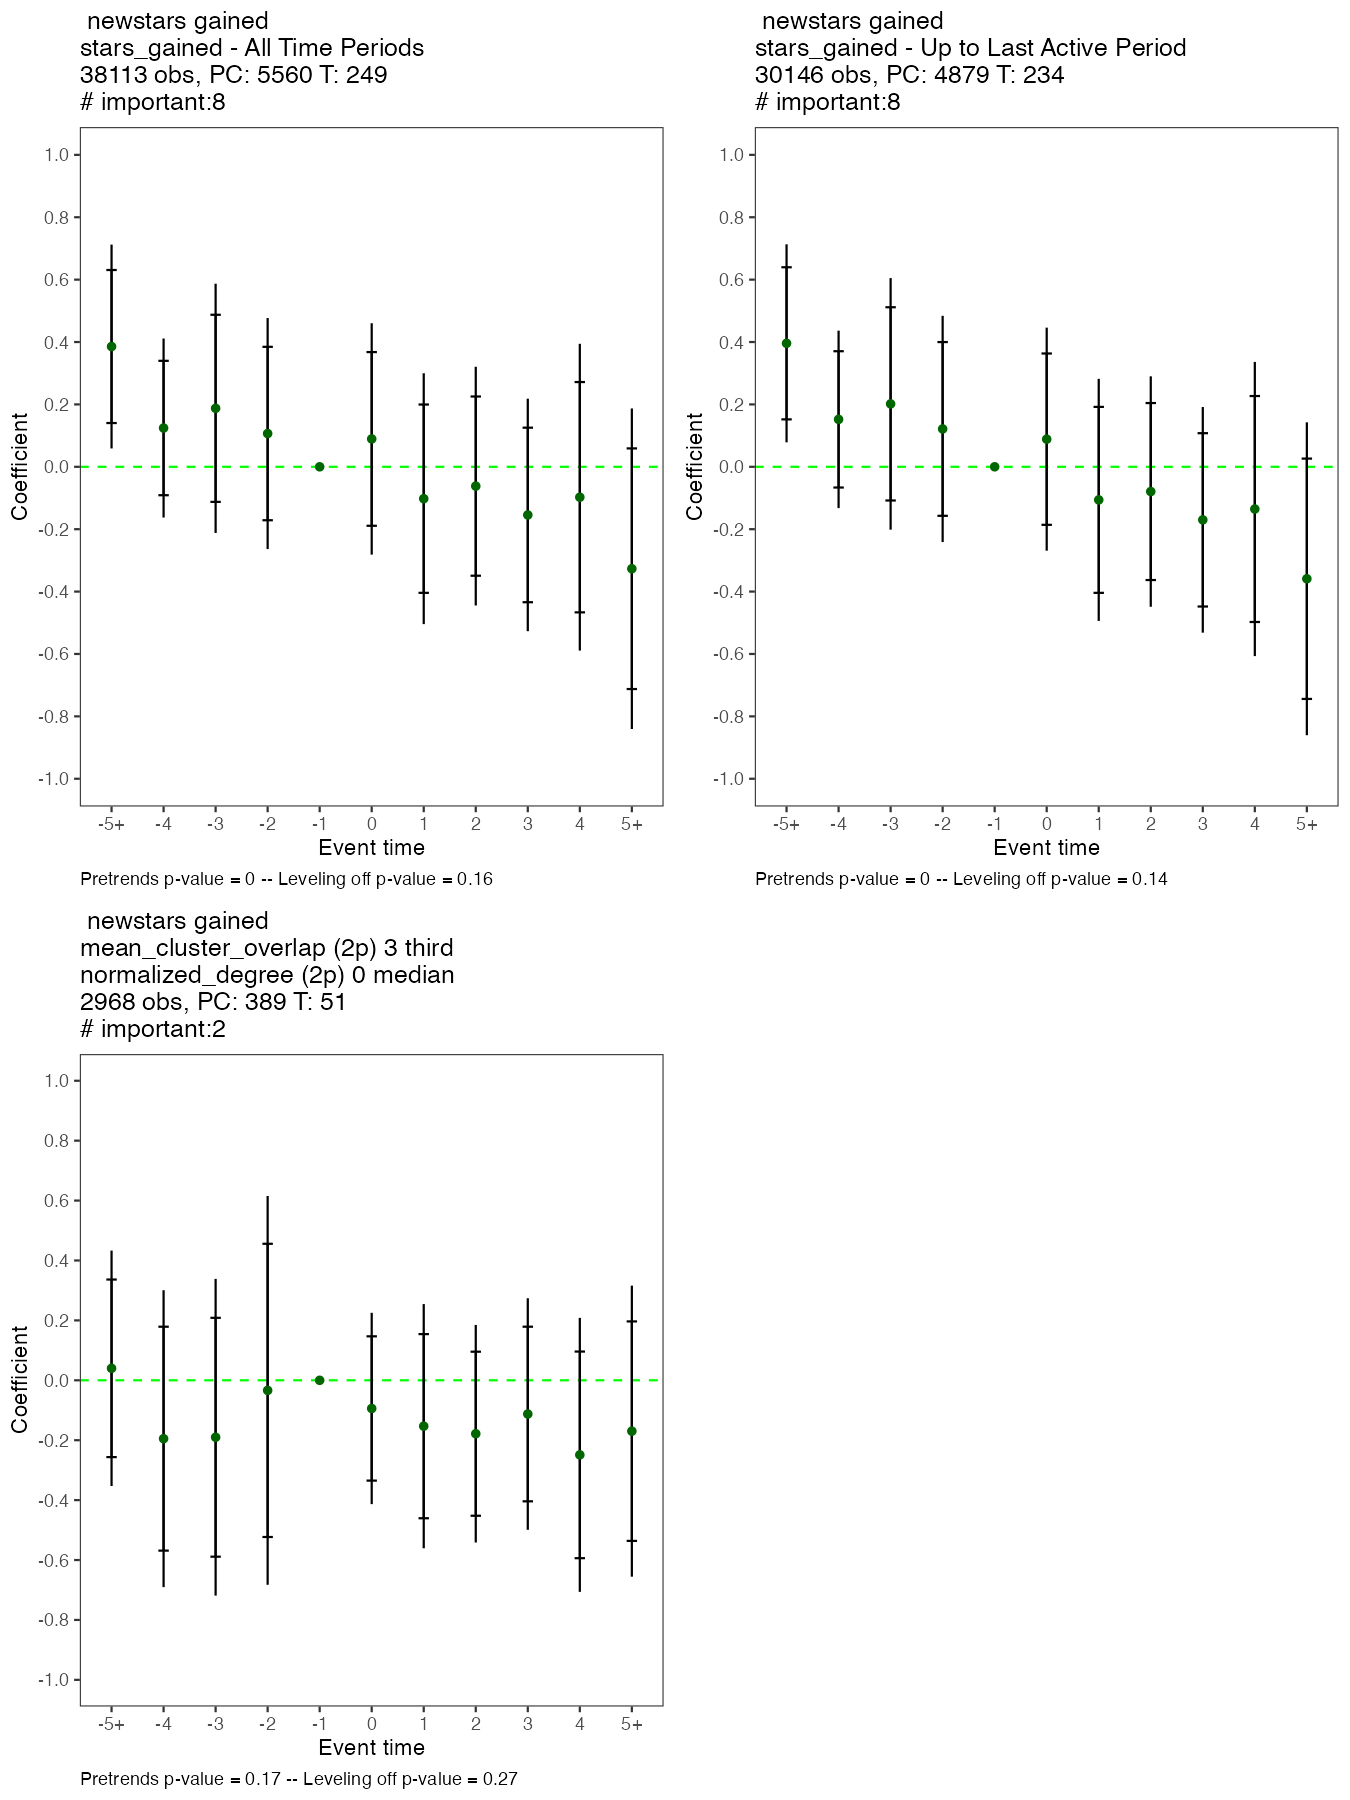 newstars gained
stars_gained - All Time Periods
38113 obs, PC: 5560 T: 249
# important:8
1.0
0.8
0.6
0.4
0.2
0.0
-0.2
-0.4
-0.6
-0.8
-1.0
Coefficient
-5+ -4 -3 -2 -1 0 1 2 3 4 5+
Event time
Pretrends p-value = 0 -- Leveling off p-value = 0.16
newstars gained
stars_gained - Up to Last Active Period
30146 obs, PC: 4879 T: 234
# important:8
1.0
0.8
0.6
0.4
0.2
0.0
-0.2
-0.4
-0.6
-0.8
-1.0
Coefficient
-5+ -4 -3 -2 -1 0 1 2 3 4 5+
Event time
Pretrends p-value = 0 -- Leveling off p-value = 0.14
newstars gained
mean_cluster_overlap (2p) 3 third
normalized_degree (2p) 0 median
2968 obs, PC: 389 T: 51
# important:2
1.0
0.8
0.6
0.4
0.2
0.0
-0.2
-0.4
-0.6
-0.8
-1.0
Coefficient
-5+ -4 -3 -2 -1 0 1 2 3 4 5+
Event time
Pretrends p-value = 0.17 -- Leveling off p-value = 0.27